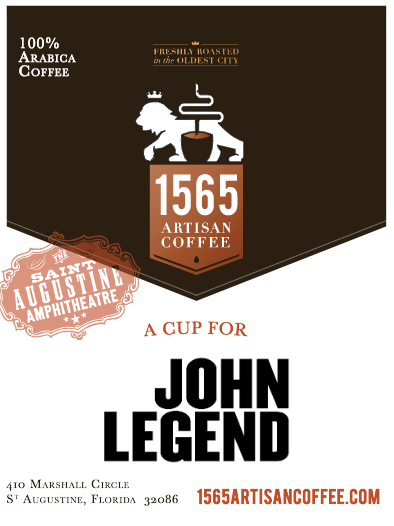 100%
Arabica
Coffee
FRESHLY ROASTED
in the OLDEST CITY
1565
ARTISAN
COFFEE
THE
SAINT
AUGUSTINE
AMPHITHEATRE
A CUP FOR
JOHN
LEGEND
410 Marshall Circle
St Augustine, Florida 32086
1565ARTISANCOFFEE.COM